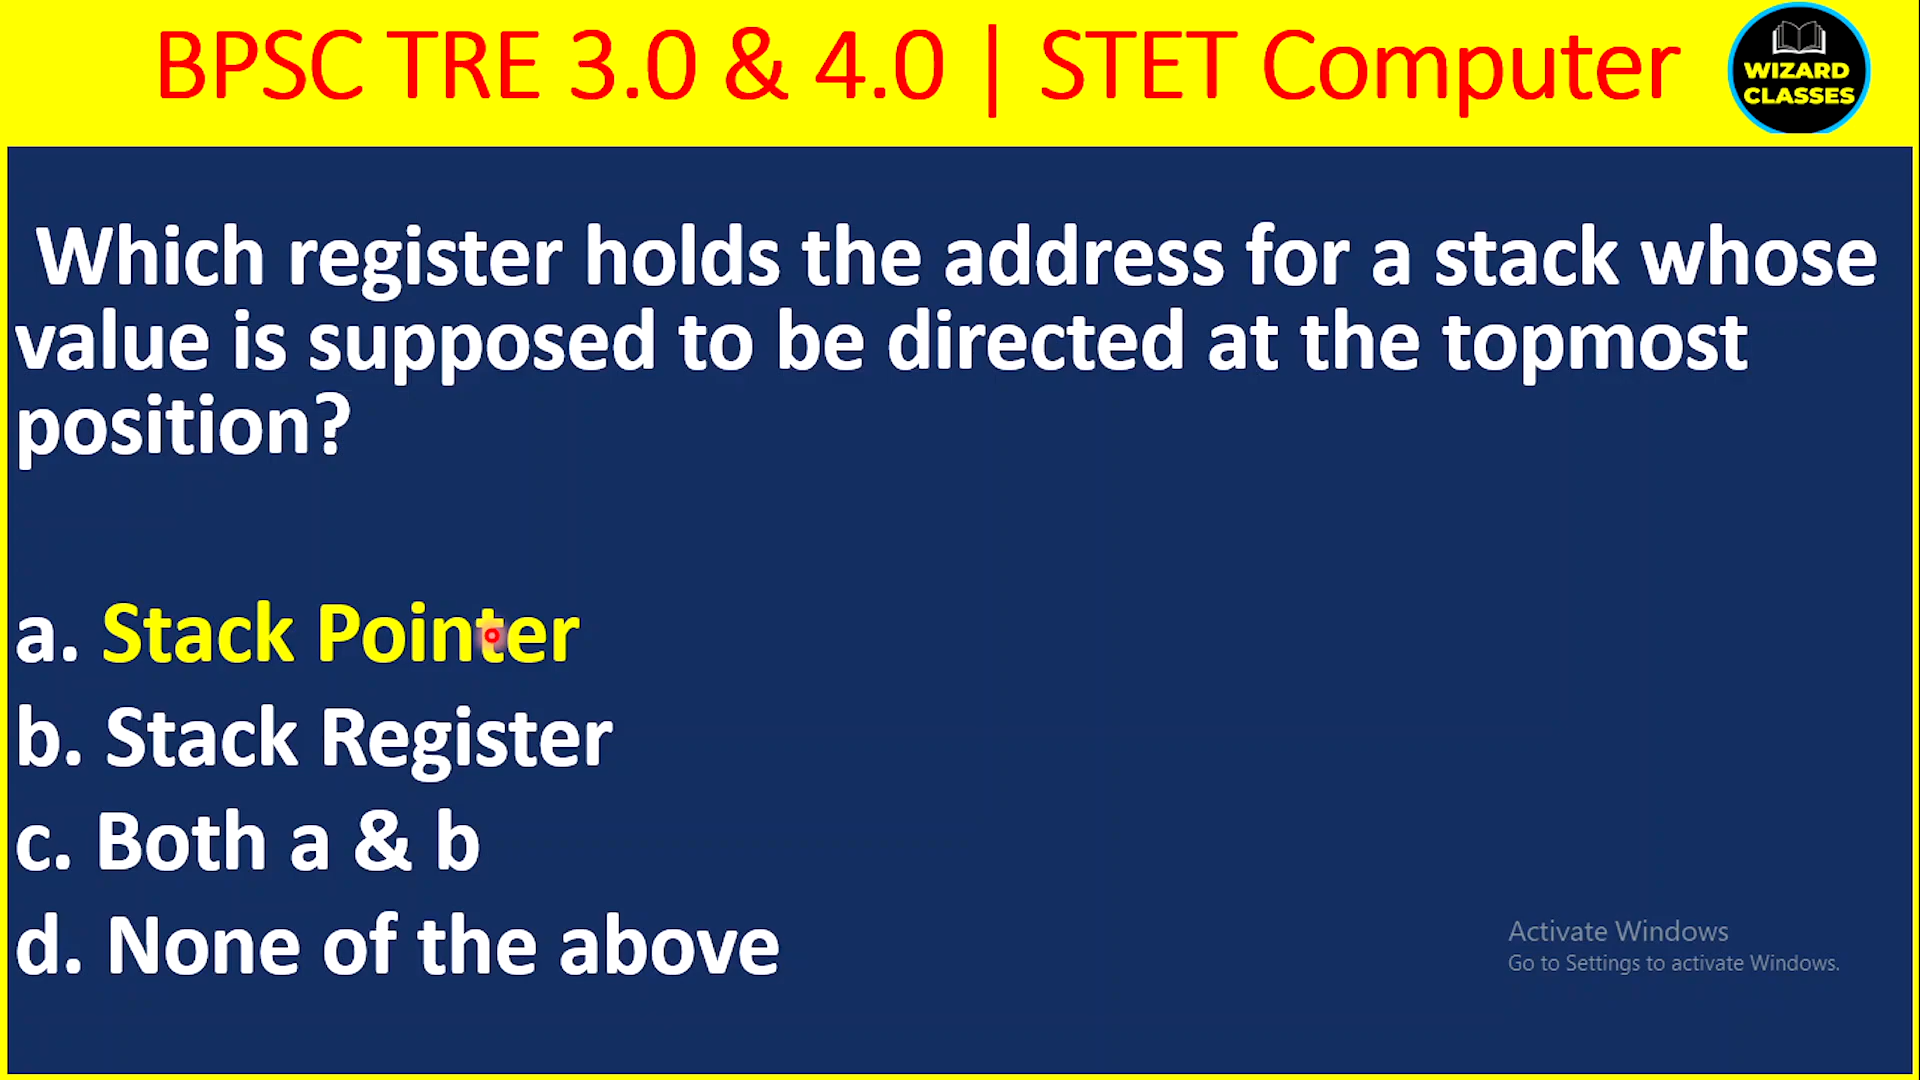 BPSC TRE 3.0 & 4.0 | STET Computer
WIZARD
CLASSES
Which register holds the address for a stack whose
value is supposed to be directed at the topmost
position?
a. Stack Pointer
b. Stack Register
c. Both a & b
d. None of the above
Activate Windows
Go to Settings to activate Windows.